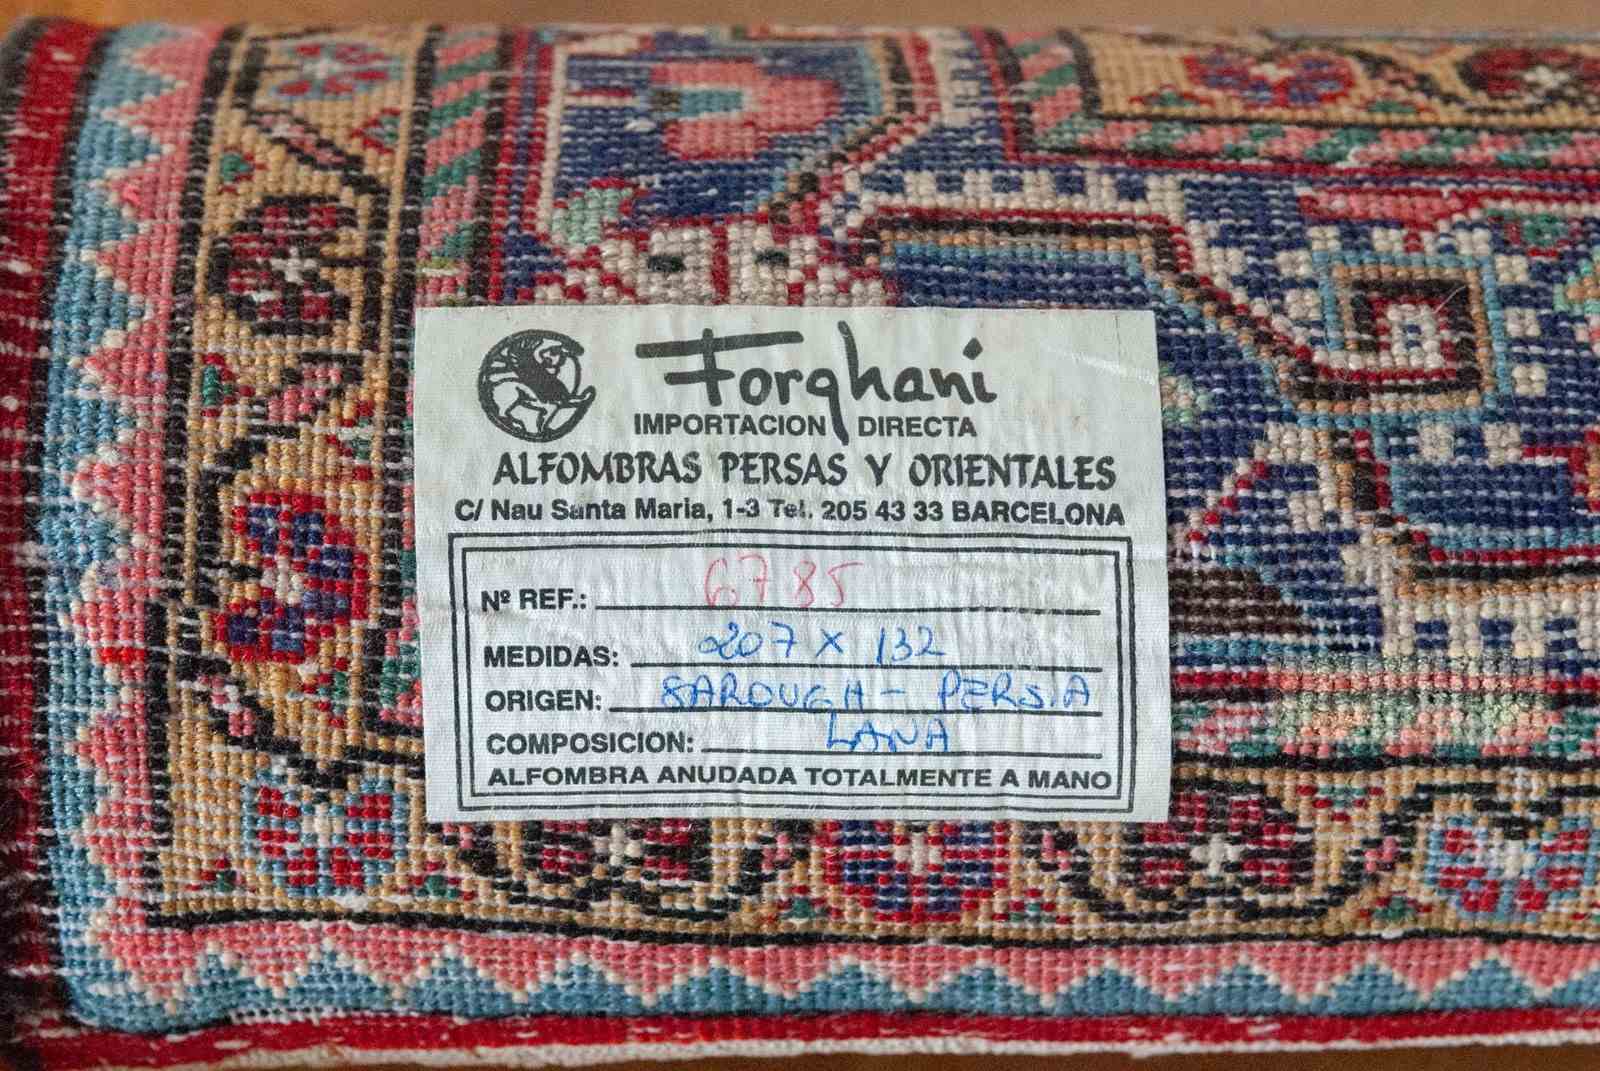 Forghani
IMPORTACION DIRECTA
ALFOMBRAS PERSAS Y ORIENTALES
C/ Nau Santa Maria, 1-3 Tel. 205 43 33 BARCELONA
Nº REF.: 6785
MEDIDAS: 207 X 132
ORIGEN: SAROUGH - PERSIA
COMPOSICION: LANA
ALFOMBRA ANUDADA TOTALMENTE A MANO